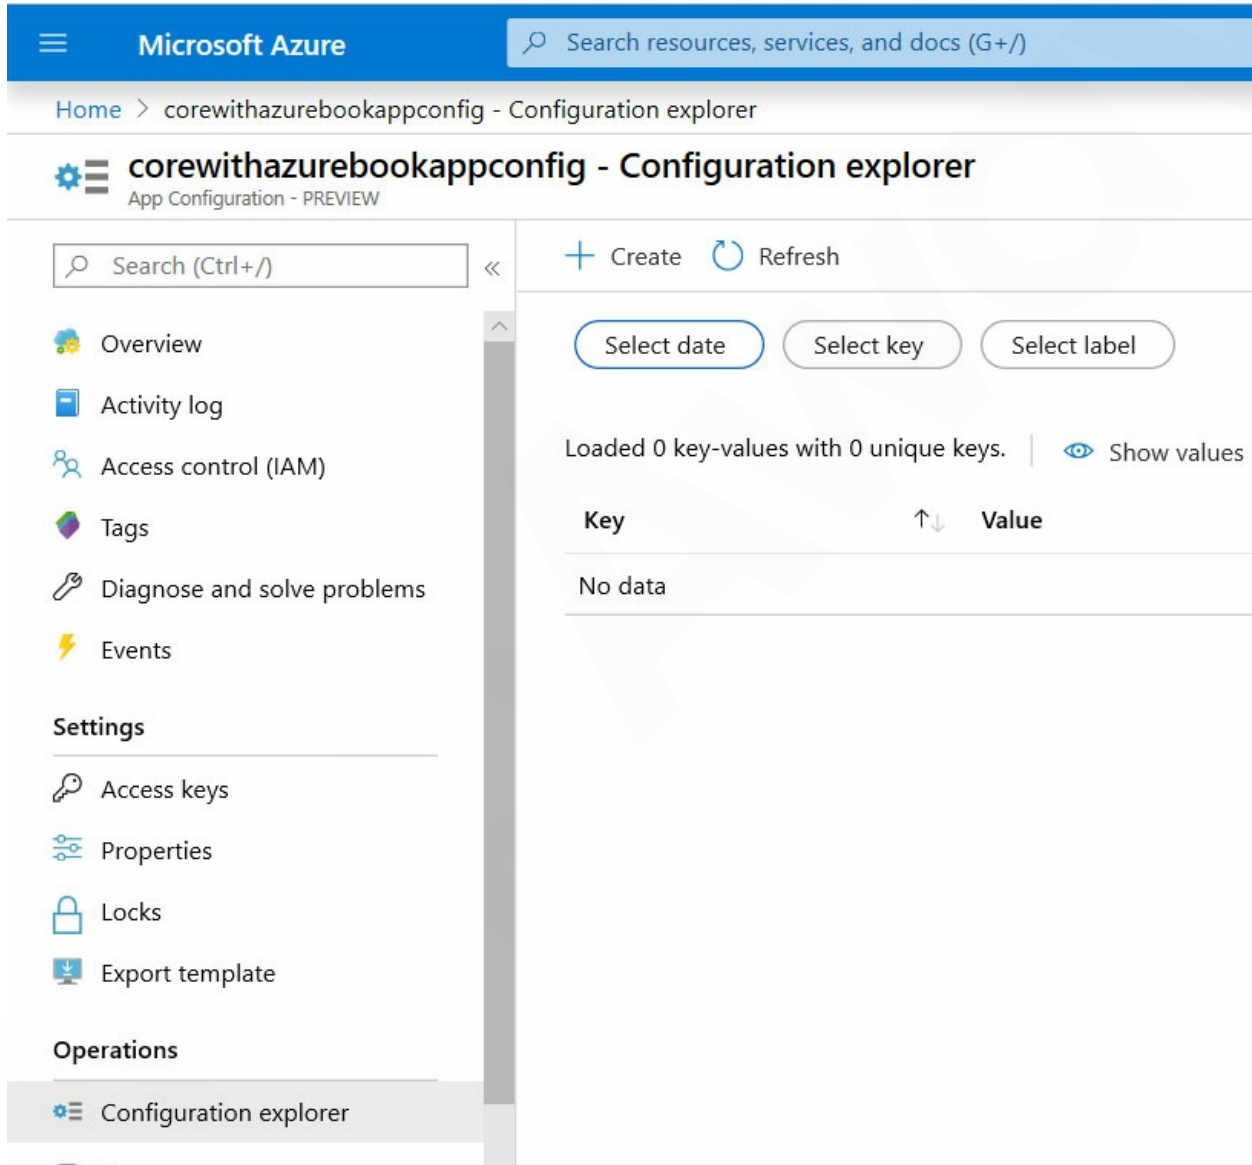 Microsoft Azure
Search resources, services, and docs (G+/)
Home > corewithazurebookappconfig - Configuration explorer
corewithazurebookappconfig - Configuration explorer
App Configuration - PREVIEW
Search (Ctrl+/)
«
Overview
Activity log
Access control (IAM)
Tags
Diagnose and solve problems
Events
Settings
Access keys
Properties
Locks
Export template
Operations
Configuration explorer
+ Create Refresh
Select date Select key Select label
Loaded 0 key-values with 0 unique keys. Show values
Key ↑↓ Value
No data